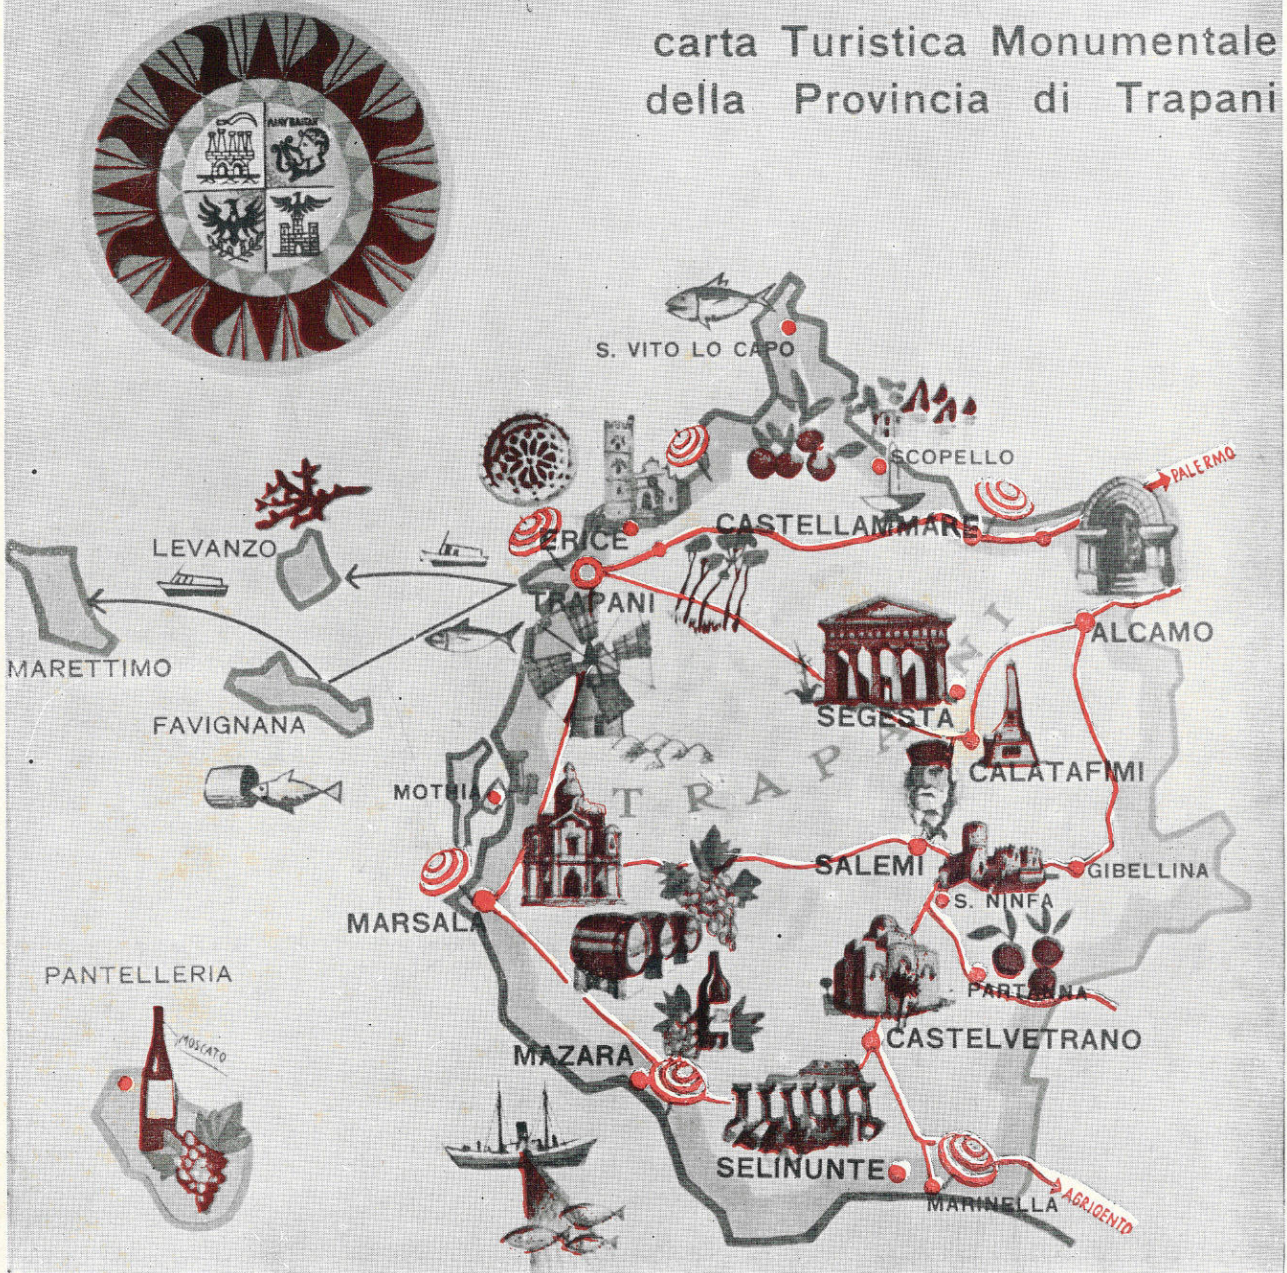 carta Turistica Monumentale
della Provincia di Trapani
S. VITO LO CAPO
SCOPELLO
PALERMO
CASTELLAMMARE
ERICE
LEVANZO
TRAPANI
ALCAMO
MARETTIMO
FAVIGNANA
SEGESTA
CALATAFIMI
MOTHIA
TRAPANI
SALEMI
GIBELLINA
S. NINFA
MARSALA
PANTELLERIA
PARTANNA
MOSCATO
CASTELVETRANO
MAZARA
SELINUNTE
MARINELLA
AGRIGENTO